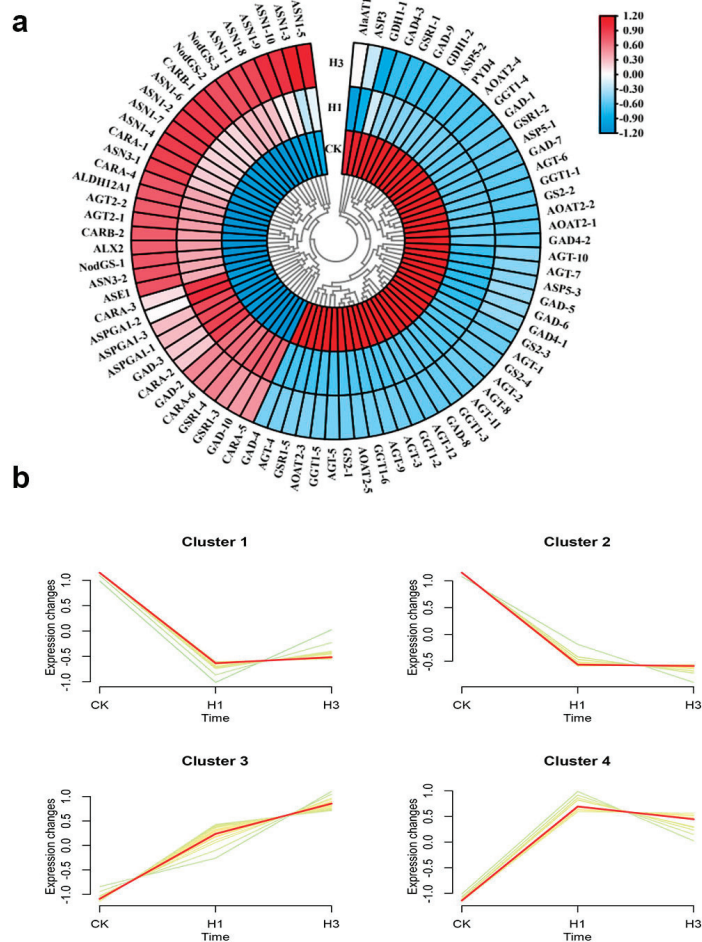 a
AlaAT1
ASP3
GDH1-1
GAD4-3
GSR1-1
GAD-9
GDH1-2
ASP5-2
PYD4
AOAT2-4
GGT1-4
GAD-1
GSR1-2
ASP5-1
GAD-7
AGT-6
GGT1-1
GS2-2
AOAT2-2
AOAT2-1
GAD4-2
AGT-10
AGT-7
ASP5-3
GAD-5
GAD-6
GAD4-1
GS2-3
AGT-1
GS2-4
AGT-2
AGT-8
AGT-11
GGT1-3
GAD-8
AGT-12
GGT1-2
AGT-3
AGT-9
GGT1-6
AOAT2-5
GS2-1
AGT-5
GGT1-5
AOAT2-3
GSR1-5
AGT-4
GAD-4
CARA-5
GAD-10
GSR1-3
GSR1-4
CARA-6
GAD-2
CARA-2
GAD-3
ASPGA1-1
ASPGA1-3
ASPGA1-2
CARA-3
ASE1
ASN3-2
NodGS-1
ALX2
CARB-2
AGT2-1
AGT2-2
ALDH12A1
CARA-4
ASN3-1
CARA-1
ASN1-4
ASN1-7
ASN1-2
ASN1-6
CARB-1
NodGS-2
NodGS-3
ASN1-1
ASN1-8
ASN1-9
ASN1-10
ASN1-3
ASN1-5
H3
H1
CK
1.20
0.90
0.60
0.30
0.00
-0.30
-0.60
-0.90
-1.20
b
Cluster 1
Expression changes
1.0
0.5
0.0
-0.5
-1.0
CK
H1
H3
Time
Cluster 2
Expression changes
1.0
0.5
0.0
-0.5
CK
H1
H3
Time
Cluster 3
Expression changes
1.0
0.5
0.0
-1.0
CK
H1
H3
Time
Cluster 4
Expression changes
1.0
0.5
0.0
-1.0
CK
H1
H3
Time